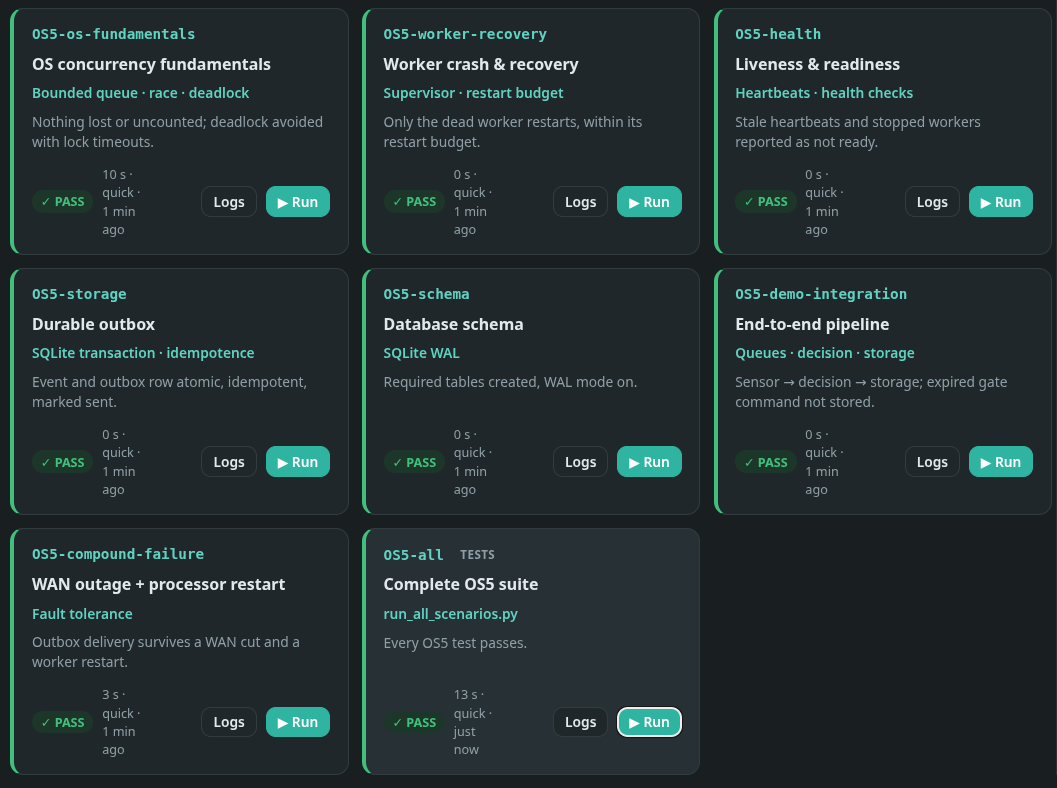 OS5-os-fundamentals
OS concurrency fundamentals
Bounded queue · race · deadlock
Nothing lost or uncounted; deadlock avoided
with lock timeouts.
✓ PASS
10 s ·
quick ·
1 min
ago
Logs
▶ Run
OS5-worker-recovery
Worker crash & recovery
Supervisor · restart budget
Only the dead worker restarts, within its
restart budget.
✓ PASS
0 s ·
quick ·
1 min
ago
Logs
▶ Run
OS5-health
Liveness & readiness
Heartbeats · health checks
Stale heartbeats and stopped workers
reported as not ready.
✓ PASS
0 s ·
quick ·
1 min
ago
Logs
▶ Run
OS5-storage
Durable outbox
SQLite transaction · idempotence
Event and outbox row atomic, idempotent,
marked sent.
✓ PASS
0 s ·
quick ·
1 min
ago
Logs
▶ Run
OS5-schema
Database schema
SQLite WAL
Required tables created, WAL mode on.
✓ PASS
0 s ·
quick ·
1 min
ago
Logs
▶ Run
OS5-demo-integration
End-to-end pipeline
Queues · decision · storage
Sensor → decision → storage; expired gate
command not stored.
✓ PASS
0 s ·
quick ·
1 min
ago
Logs
▶ Run
OS5-compound-failure
WAN outage + processor restart
Fault tolerance
Outbox delivery survives a WAN cut and a
worker restart.
✓ PASS
3 s ·
quick ·
1 min
ago
Logs
▶ Run
OS5-all TESTS
Complete OS5 suite
run_all_scenarios.py
Every OS5 test passes.
✓ PASS
13 s ·
quick ·
just
now
Logs
▶ Run